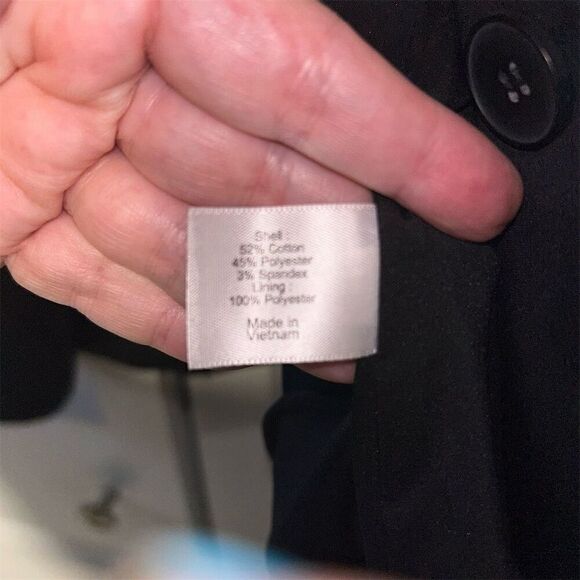 Shell :
52% Cotton
45% Polyester
3% Spandex
Lining :
100% Polyester
Made in
Vietnam